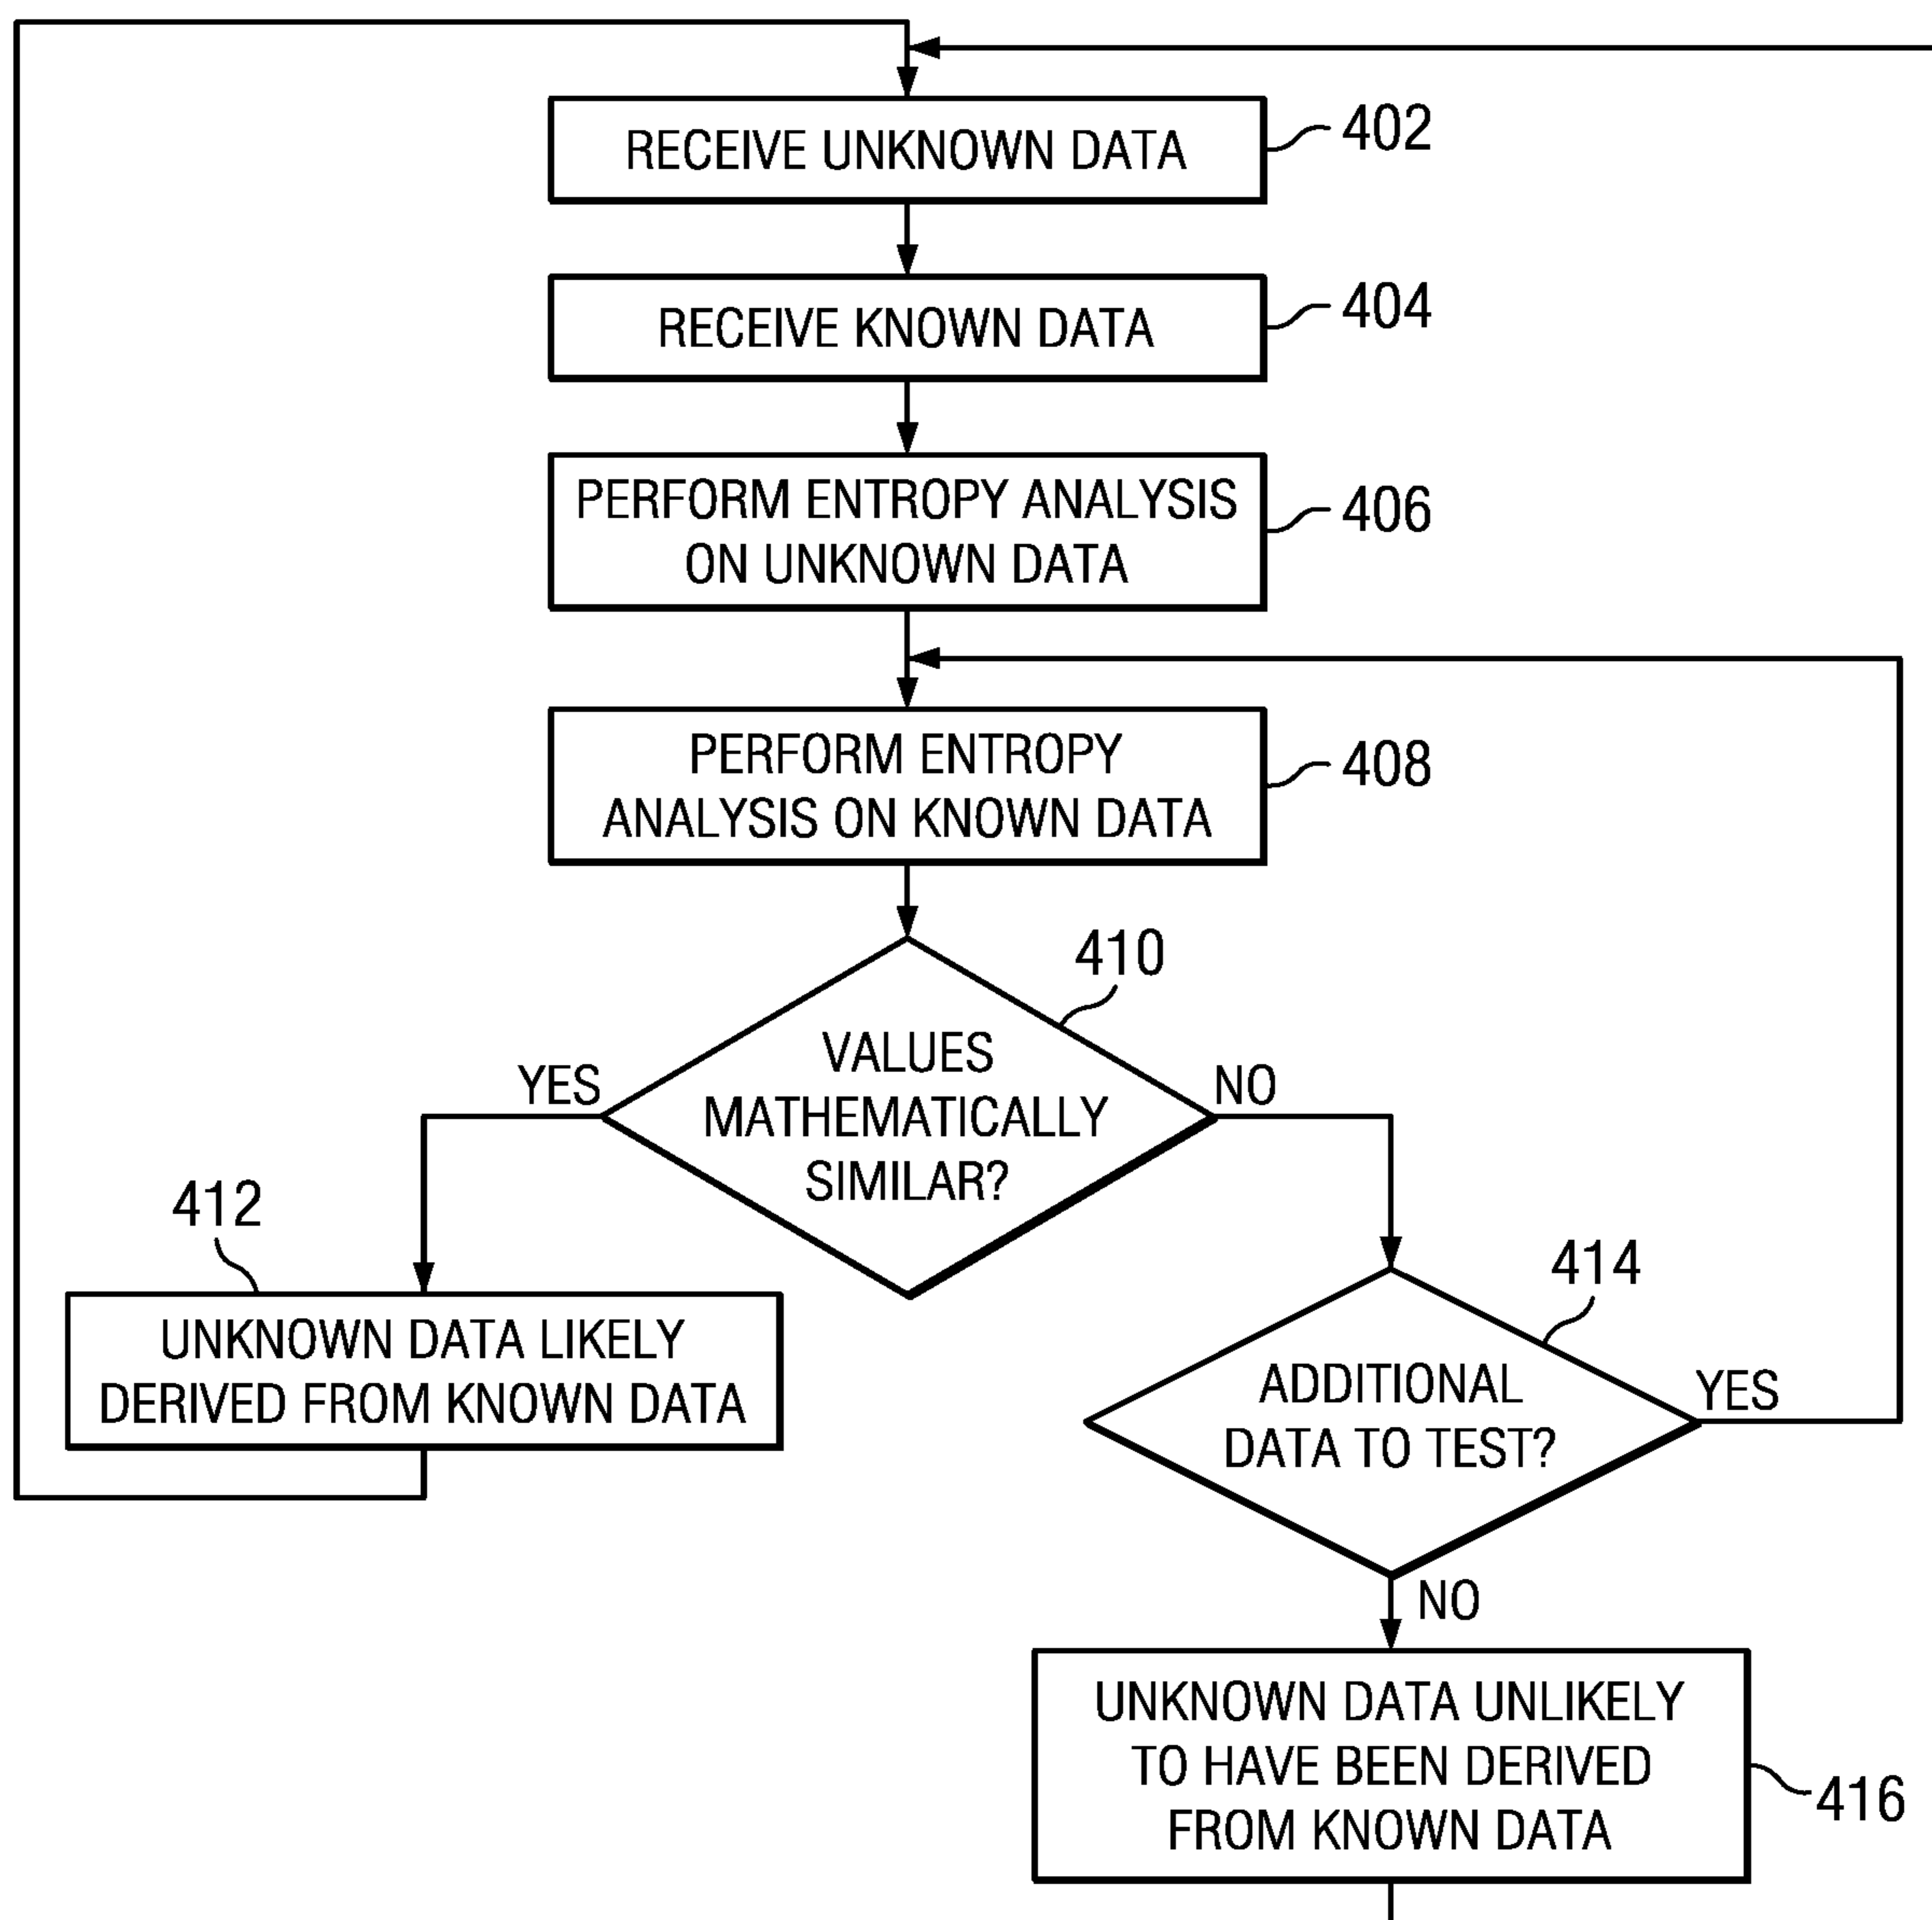 RECEIVE UNKNOWN DATA
402
RECEIVE KNOWN DATA
404
PERFORM ENTROPY ANALYSIS
ON UNKNOWN DATA
406
PERFORM ENTROPY
ANALYSIS ON KNOWN DATA
408
410
VALUES
MATHEMATICALLY
SIMILAR?
YES
NO
412
UNKNOWN DATA LIKELY
DERIVED FROM KNOWN DATA
414
ADDITIONAL
DATA TO TEST?
YES
NO
UNKNOWN DATA UNLIKELY
TO HAVE BEEN DERIVED
FROM KNOWN DATA
416